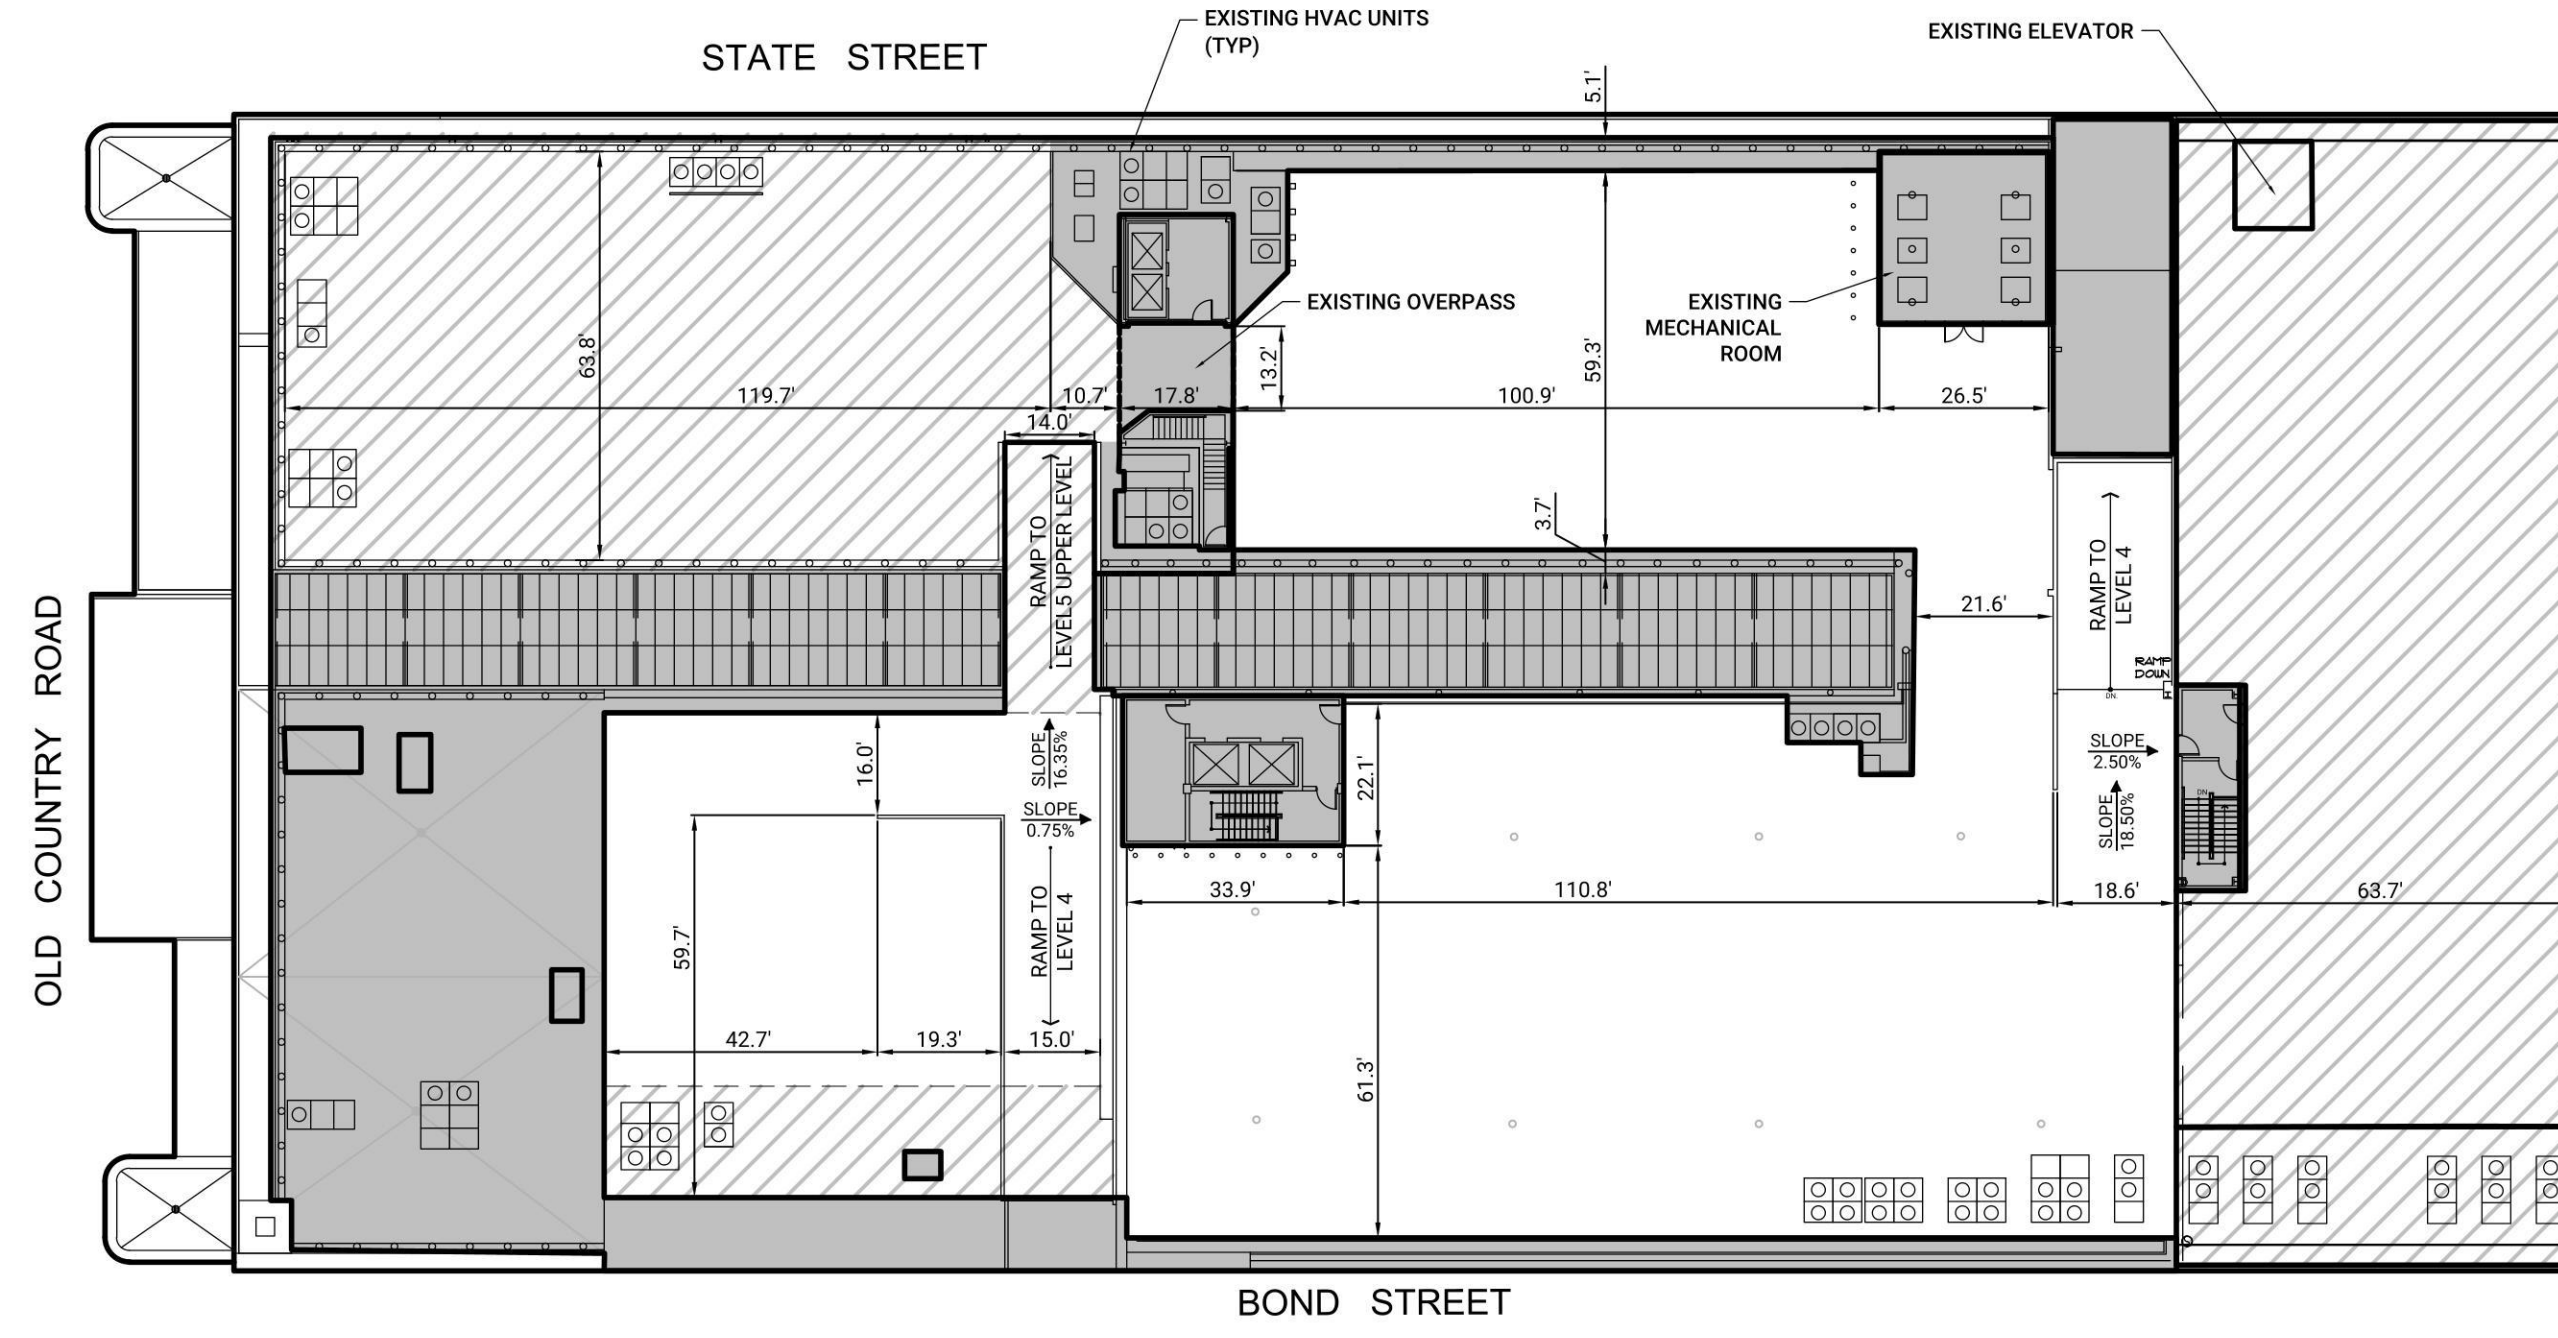 EXISTING HVAC UNITS
(TYP)
EXISTING ELEVATOR
STATE STREET
5.1'
EXISTING OVERPASS
EXISTING
MECHANICAL
ROOM
63.8'
13.2'
59.3'
119.7'
10.7'
17.8'
100.9'
26.5'
14.0'
RAMP TO
LEVEL 5 UPPER LEVEL
3.7'
RAMP TO
LEVEL 4
21.6'
OLD COUNTRY ROAD
DN.
16.0'
SLOPE
16.35%
SLOPE
0.75%
22.1'
SLOPE
2.50%
SLOPE
18.50%
DN
33.9'
110.8'
18.6'
63.7'
59.7'
RAMP TO
LEVEL 4
42.7'
19.3'
15.0'
61.3'
BOND STREET